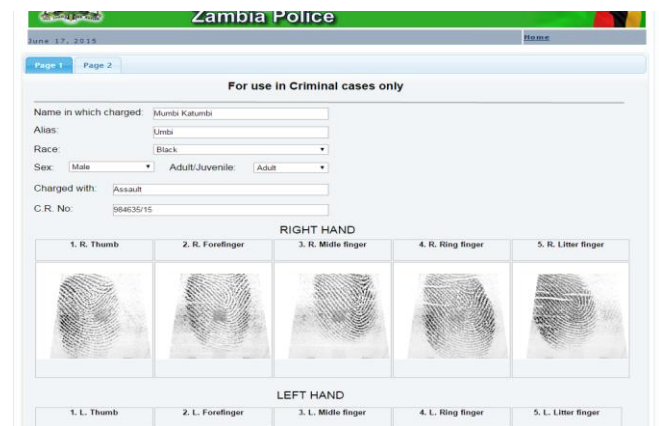 Zambia Police
June 17, 2015 Home
Page 1 Page 2
For use in Criminal cases only
Name in which charged: Mumbi Katumbi
Alias: Umbi
Race: Black
Sex: Male Adult/Juvenile: Adult
Charged with: Assault
C.R. No: 984635/15
RIGHT HAND
1. R. Thumb 2. R. Forefinger 3. R. Midle finger 4. R. Ring finger 5. R. Litter finger
LEFT HAND
1. L. Thumb 2. L. Forefinger 3. L. Midle finger 4. L. Ring finger 5. L. Litter finger